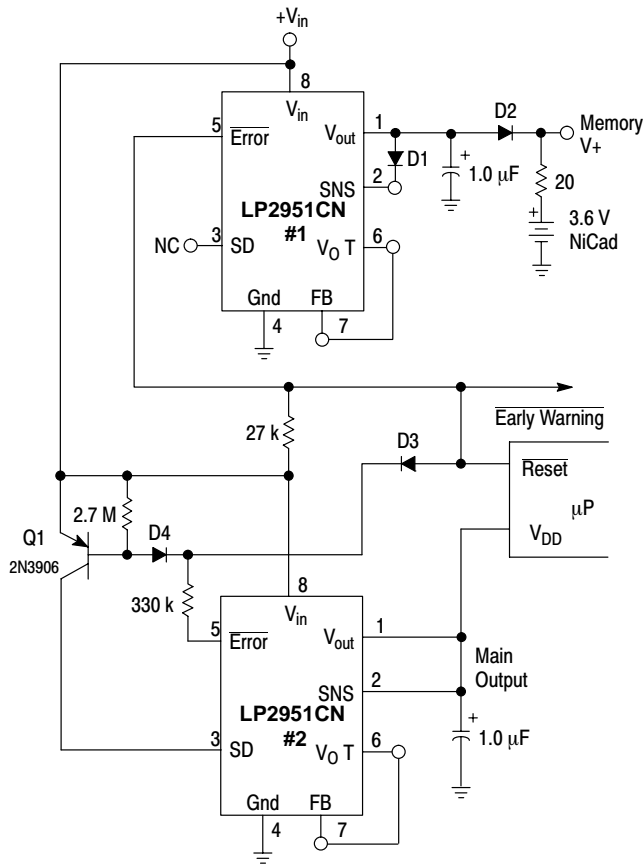 +Vin
8
Vin
5
Error
Vout
1
D2
Memory
V+
D1
+
1.0 µF
20
SNS
2
LP2951CN
#1
+
3.6 V
NiCad
NC
3
SD
VO T
6
Gnd
4
FB
7
Early Warning
27 k
D3
Reset
µP
VDD
2.7 M
D4
Q1
2N3906
330 k
8
Vin
5
Error
Vout
1
Main
Output
SNS
2
LP2951CN
#2
+
1.0 µF
3
SD
VO T
6
Gnd
4
FB
7